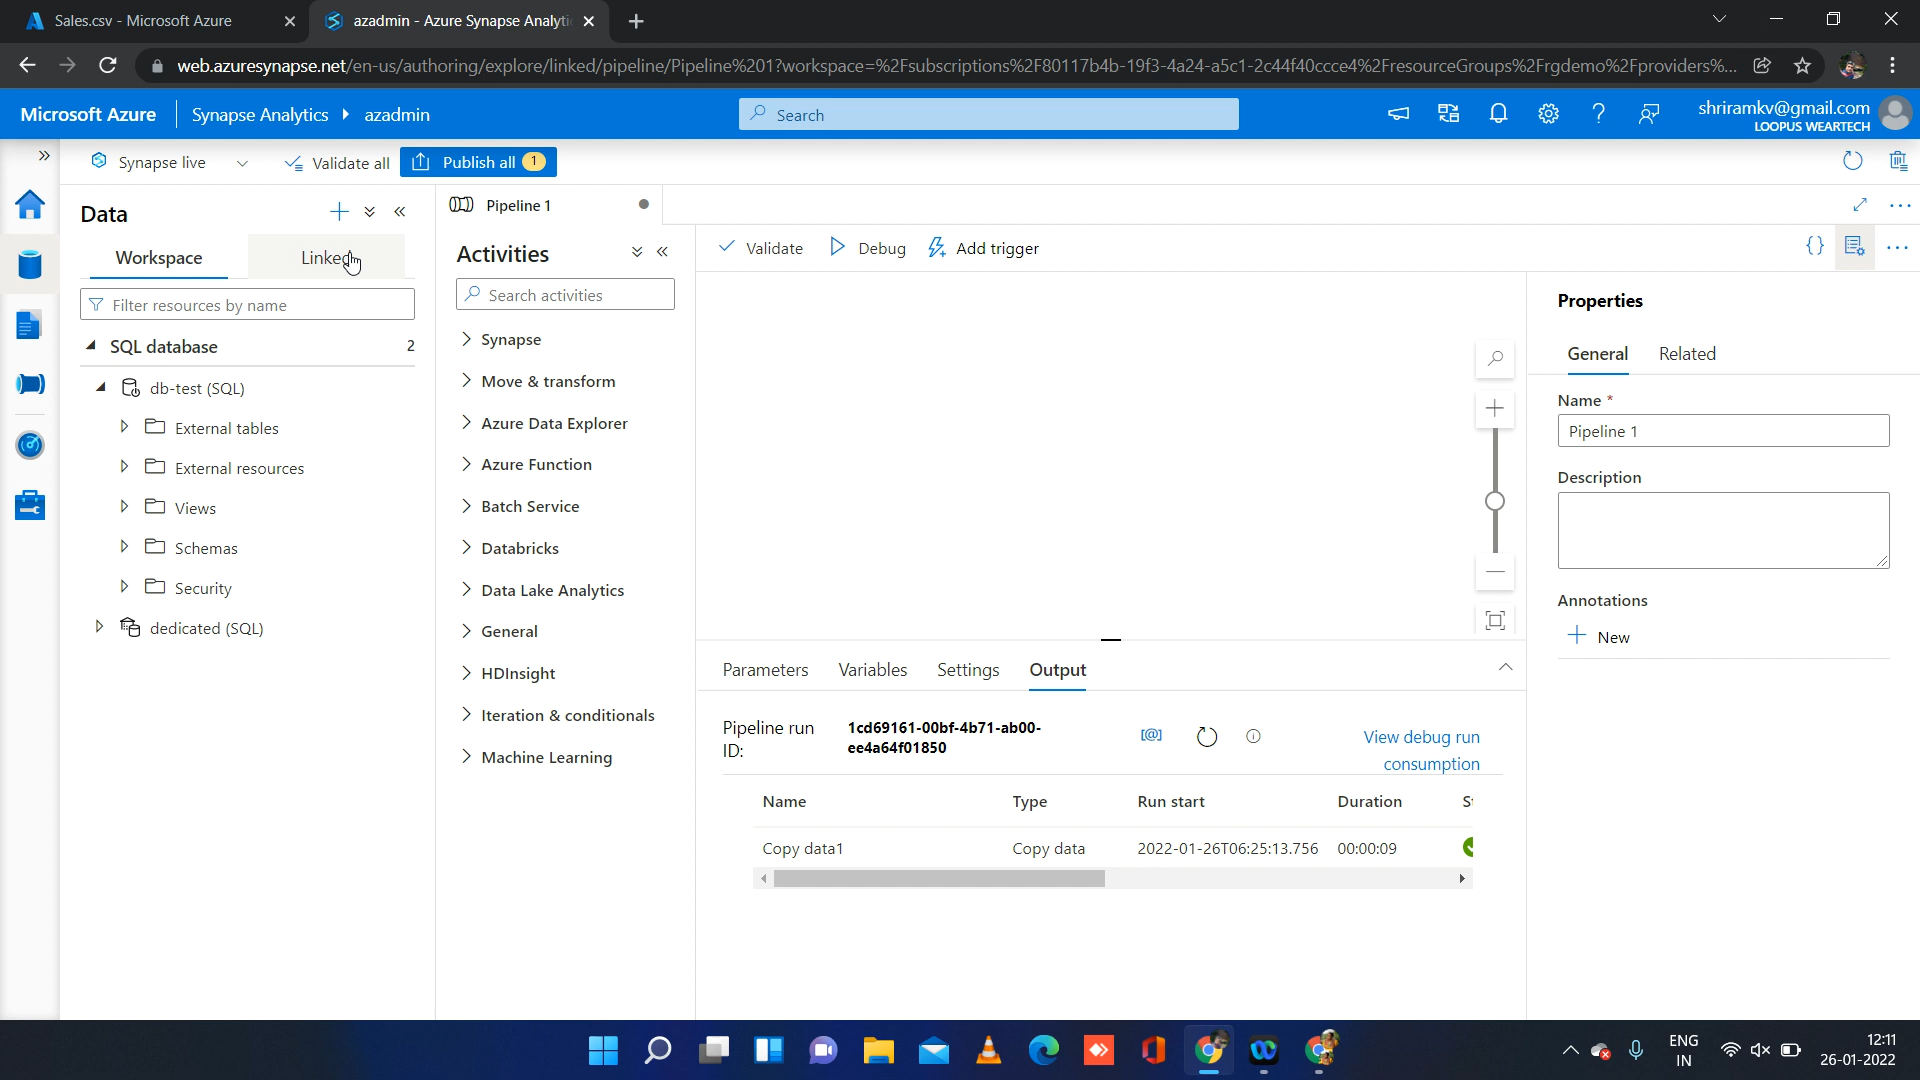 Sales.csv - Microsoft Azure
azadmin - Azure Synapse Analyti
web.azuresynapse.net/en-us/authoring/explore/linked/pipeline/Pipeline%201?workspace=%2Fsubscriptions%2F80117b4b-19f3-4a24-a5c1-2c44f40ccce4%2FresourceGroups%2Frgdemo%2Fproviders%...
Microsoft Azure
Synapse Analytics
azadmin
Search
shriramkv@gmail.com
LOOPUS WEARTECH
Synapse live
Validate all
Publish all 1
Data
Workspace
Linked
Filter resources by name
SQL database 2
db-test (SQL)
External tables
External resources
Views
Schemas
Security
dedicated (SQL)
Pipeline 1
Activities
Search activities
Synapse
Move & transform
Azure Data Explorer
Azure Function
Batch Service
Databricks
Data Lake Analytics
General
HDInsight
Iteration & conditionals
Machine Learning
Validate
Debug
Add trigger
Parameters
Variables
Settings
Output
Pipeline run
ID:
1cd69161-00bf-4b71-ab00-
ee4a64f01850
View debug run
consumption
Name Type Run start Duration
Copy data1 Copy data 2022-01-26T06:25:13.756 00:00:09
Properties
General
Related
Name *
Pipeline 1
Description
Annotations
New
ENG
IN
12:11
26-01-2022